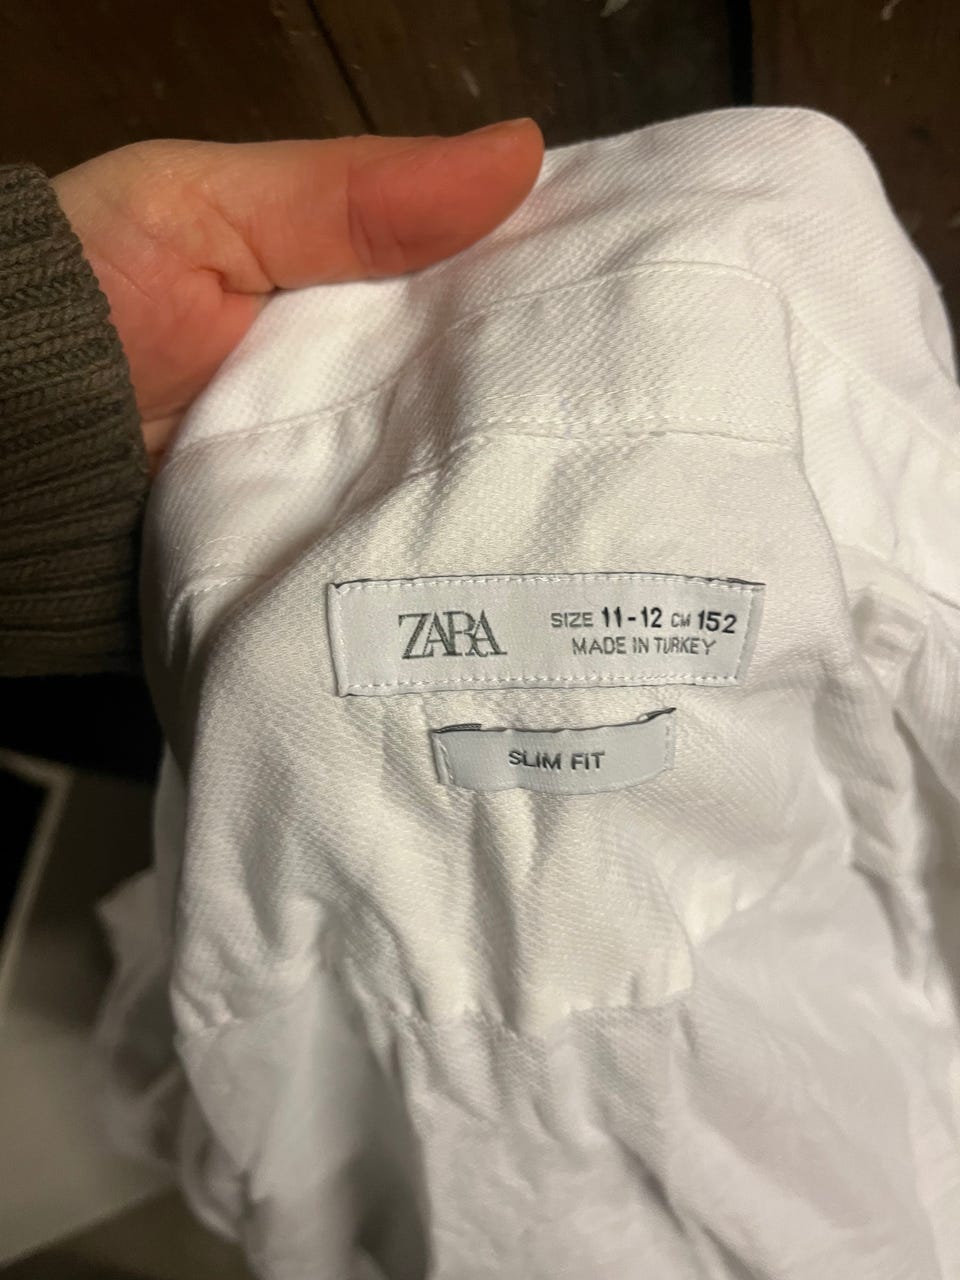 ZARA
SIZE 11-12 CM 152
MADE IN TURKEY
SLIM FIT